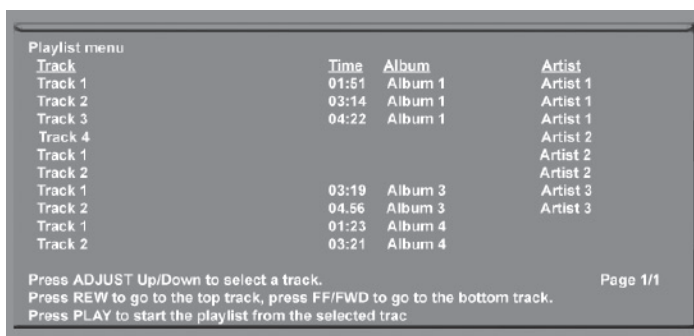 Playlist menu
Track Time Album Artist
Track 1 01:51 Album 1 Artist 1
Track 2 03:14 Album 1 Artist 1
Track 3 04:22 Album 1 Artist 1
Track 4 Artist 2
Track 1 Artist 2
Track 2 Artist 2
Track 1 03:19 Album 3 Artist 3
Track 2 04.56 Album 3 Artist 3
Track 1 01:23 Album 4
Track 2 03:21 Album 4
Press ADJUST Up/Down to select a track. Page 1/1
Press REW to go to the top track, press FF/FWD to go to the bottom track.
Press PLAY to start the playlist from the selected trac